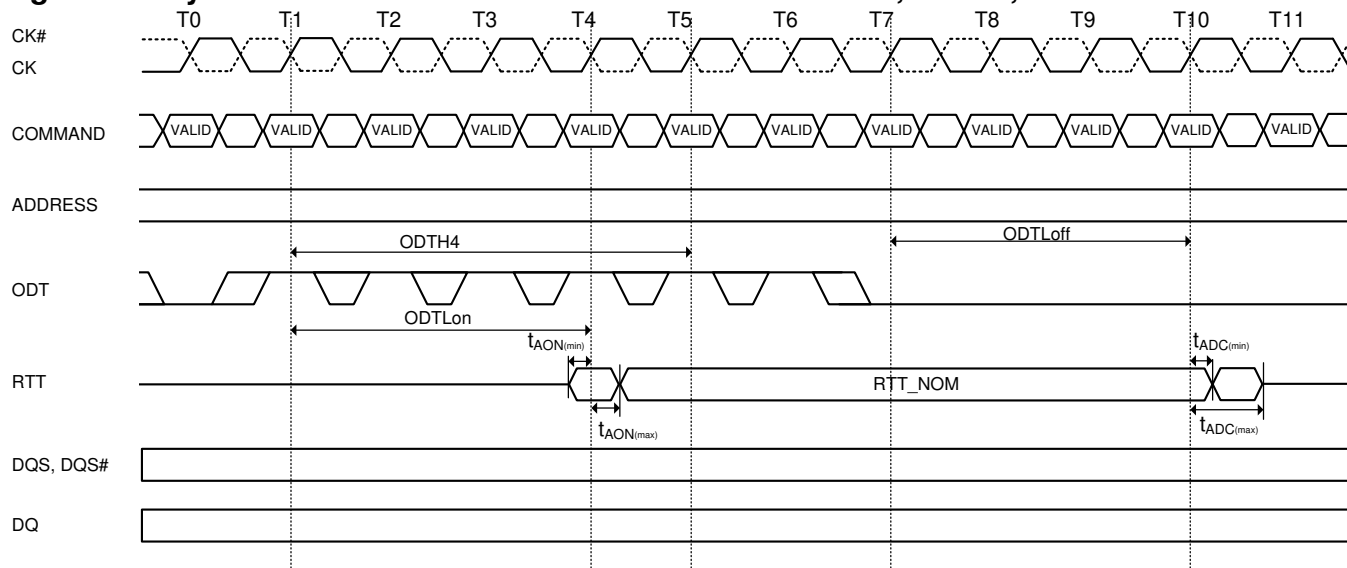 T0 T1 T2 T3 T4 T5 T6 T7 T8 T9 T10 T11
CK#
CK
COMMAND VALID VALID VALID VALID VALID VALID VALID VALID VALID VALID VALID VALID
ADDRESS
ODTH4 ODTLoff
ODT
ODTLon
tAON(min) tADC(min)
RTT RTT_NOM
tAON(max) tADC(max)
DQS, DQS#
DQ